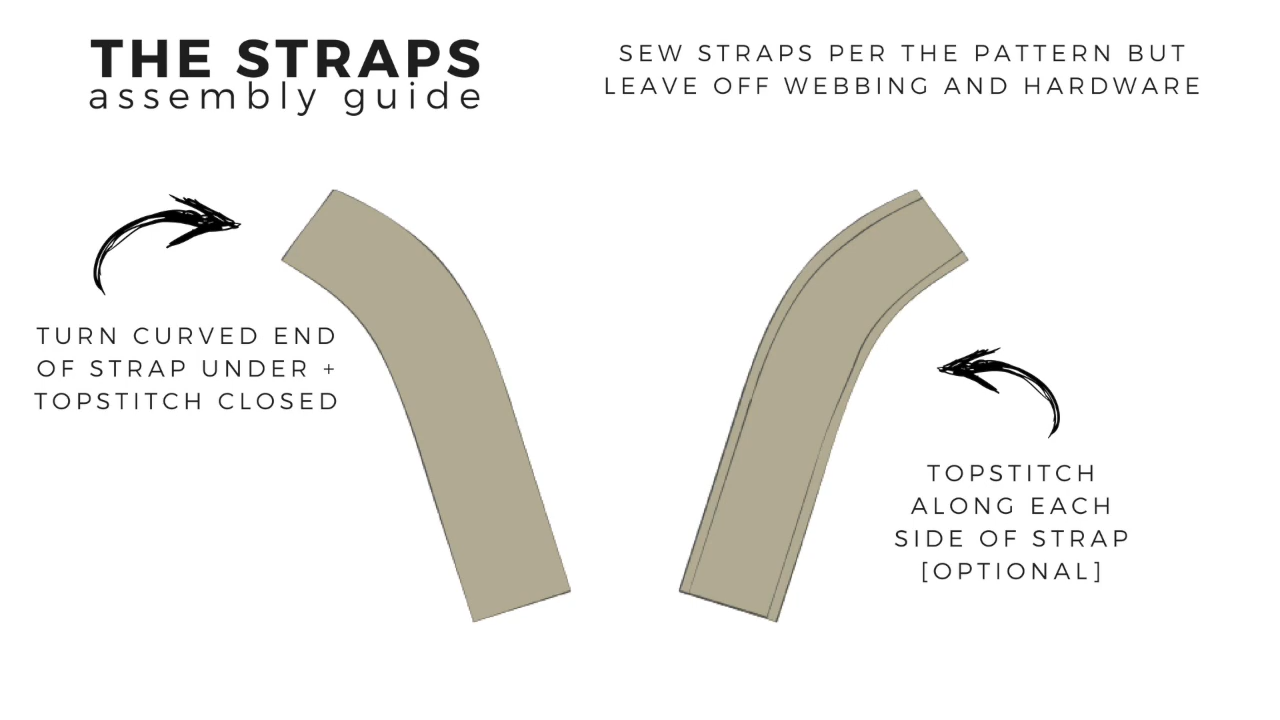 THE STRAPS
assembly guide
SEW STRAPS PER THE PATTERN BUT
LEAVE OFF WEBBING AND HARDWARE
TURN CURVED END
OF STRAP UNDER +
TOPSTITCH CLOSED
TOPSTITCH
ALONG EACH
SIDE OF STRAP
[OPTIONAL]